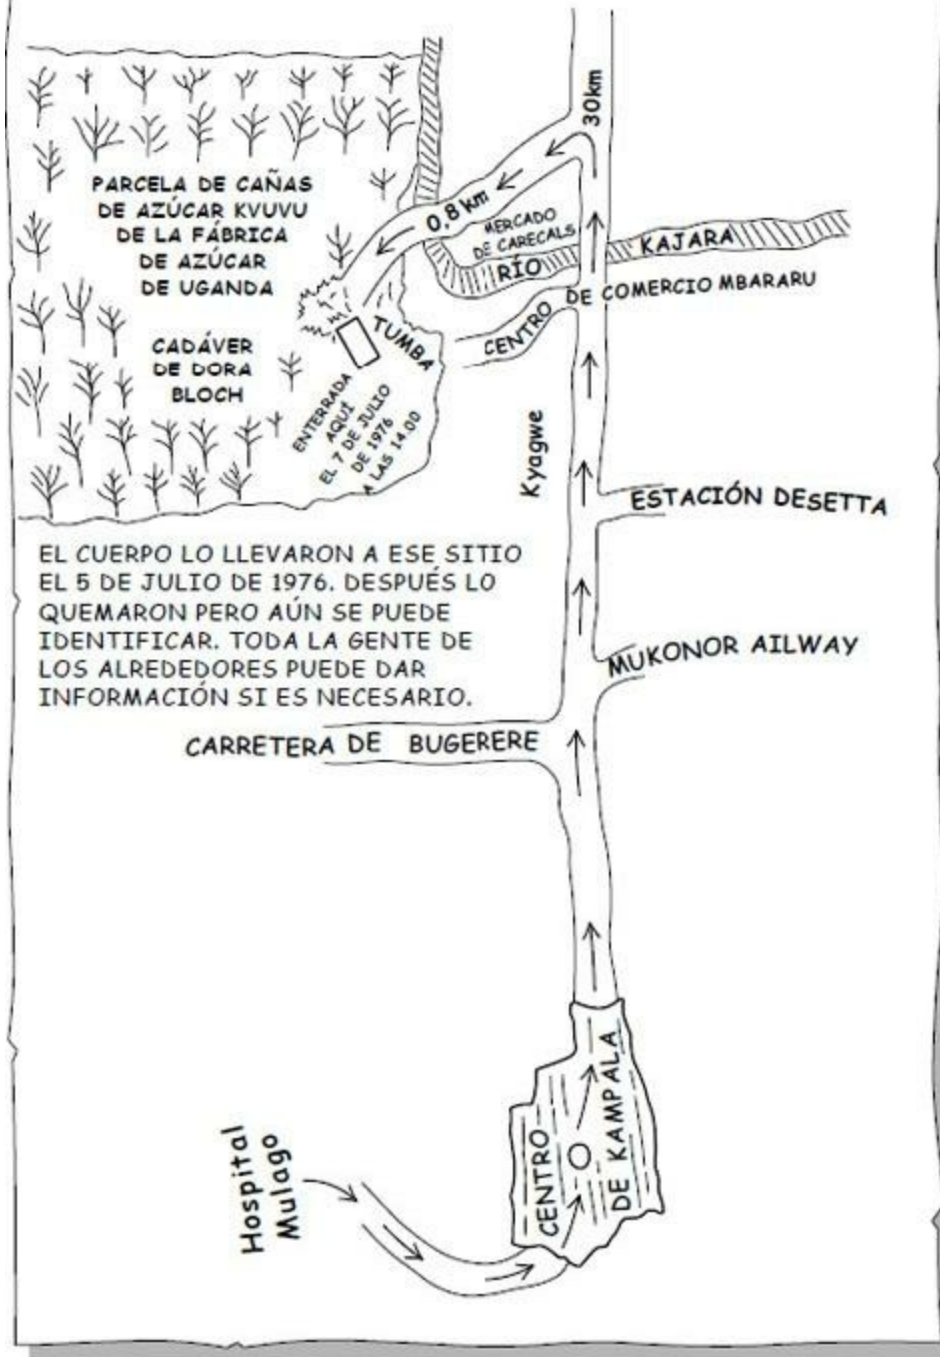 30km
PARCELA DE CAÑAS
DE AZÚCAR KVUVU
DE LA FÁBRICA
DE AZÚCAR
DE UGANDA
0,8 km
MERCADO
DE CARECALS
RÍO KAJARA
CENTRO DE COMERCIO MBARARU
TUMBA
CADÁVER
DE DORA
BLOCH
ENTERRADA
AQUÍ
EL 7 DE JULIO
DE 1976
A LAS 14.00
Kyagwe
ESTACIÓN DESETTA
EL CUERPO LO LLEVARON A ESE SITIO
EL 5 DE JULIO DE 1976. DESPUÉS LO
QUEMARON PERO AÚN SE PUEDE
IDENTIFICAR. TODA LA GENTE DE
LOS ALREDEDORES PUEDE DAR
INFORMACIÓN SI ES NECESARIO.
MUKONOR AILWAY
CARRETERA DE BUGERERE
CENTRO
DE KAMPALA
Hospital
Mulago